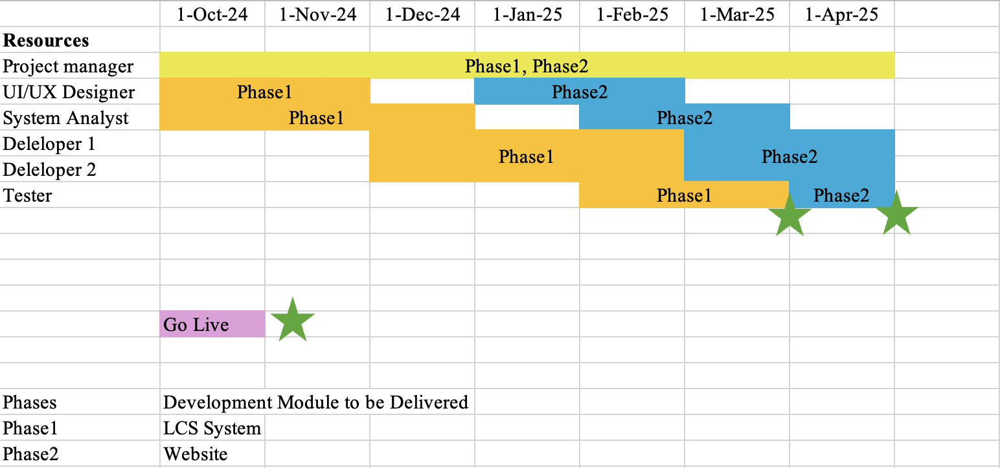 1-Oct-24 1-Nov-24 1-Dec-24 1-Jan-25 1-Feb-25 1-Mar-25 1-Apr-25
Resources
Project manager Phase1, Phase2
UI/UX Designer Phase1 Phase2
System Analyst Phase1 Phase2
Deleloper 1
Phase1 Phase2
Deleloper 2
Tester Phase1 Phase2
Go Live
Phases Development Module to be Delivered
Phase1 LCS System
Phase2 Website